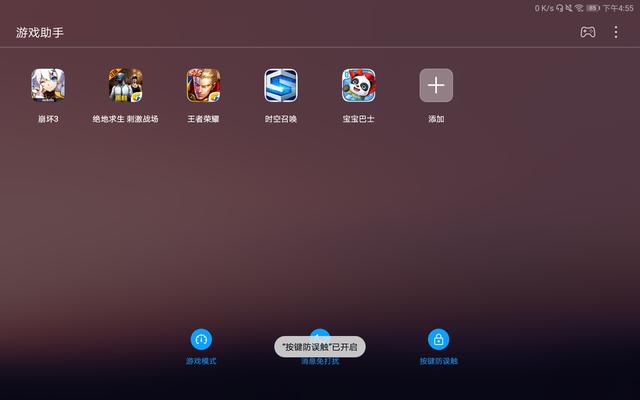 0 K/s 85 下午4:55
游戏助手
崩坏3
绝地求生 刺激战场
王者荣耀
时空召唤
宝宝巴士
添加
“按键防误触”已开启
游戏模式
消息免打扰
按键防误触